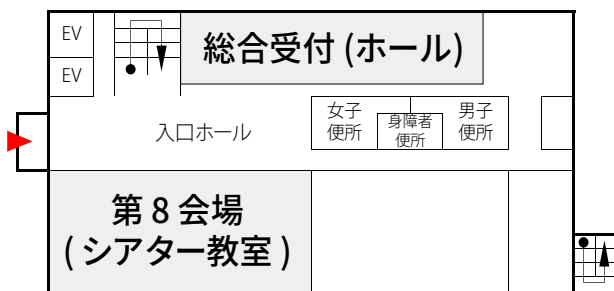 EV
EV
総合受付 (ホール)
入口ホール
女子
便所
身障者
便所
男子
便所
第 8 会場
( シアター教室 )